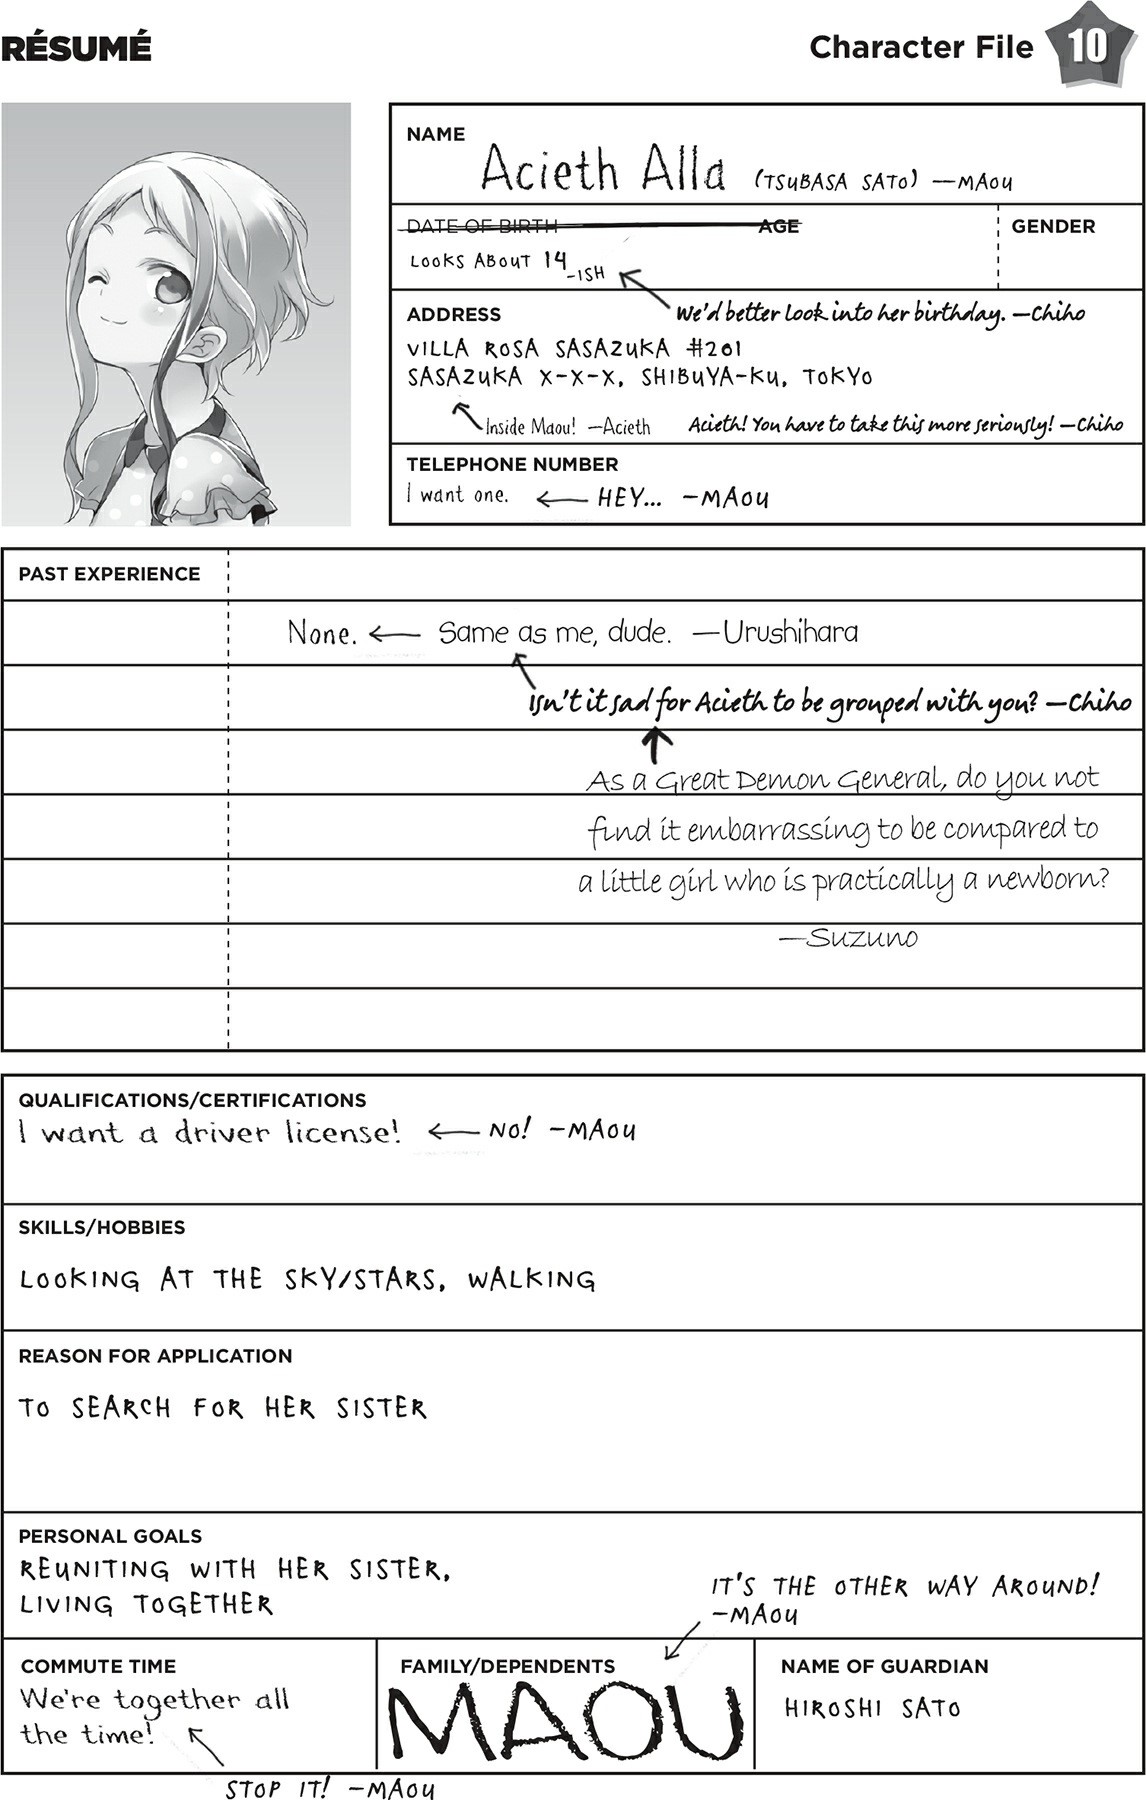 RÉSUMÉ
Character File 10
NAME
Acieth Alla (TSUBASA SATO) —MAOU
DATE OF BIRTH AGE
GENDER
LOOKS ABOUT 14
-ISH
We'd better look into her birthday. —Chiho
ADDRESS
VILLA ROSA SASAZUKA #201
SASAZUKA X-X-X, SHIBUYA-KU, TOKYO
Inside Maou! —Acieth
Acieth! You have to take this more seriously! —Chiho
TELEPHONE NUMBER
I want one.
HEY... —MAOU
PAST EXPERIENCE
None.
Same as me, dude. —Urushihara
Isn't it sad for Acieth to be grouped with you? —Chiho
As a Great Demon General, do you not
find it embarrassing to be compared to
a little girl who is practically a newborn?
—Suzuno
QUALIFICATIONS/CERTIFICATIONS
I want a driver license!
NO! —MAOU
SKILLS/HOBBIES
LOOKING AT THE SKY/STARS, WALKING
REASON FOR APPLICATION
TO SEARCH FOR HER SISTER
PERSONAL GOALS
REUNITING WITH HER SISTER,
LIVING TOGETHER
IT'S THE OTHER WAY AROUND!
—MAOU
COMMUTE TIME
We're together all
the time!
STOP IT! —MAOU
FAMILY/DEPENDENTS
MAOU
NAME OF GUARDIAN
HIROSHI SATO